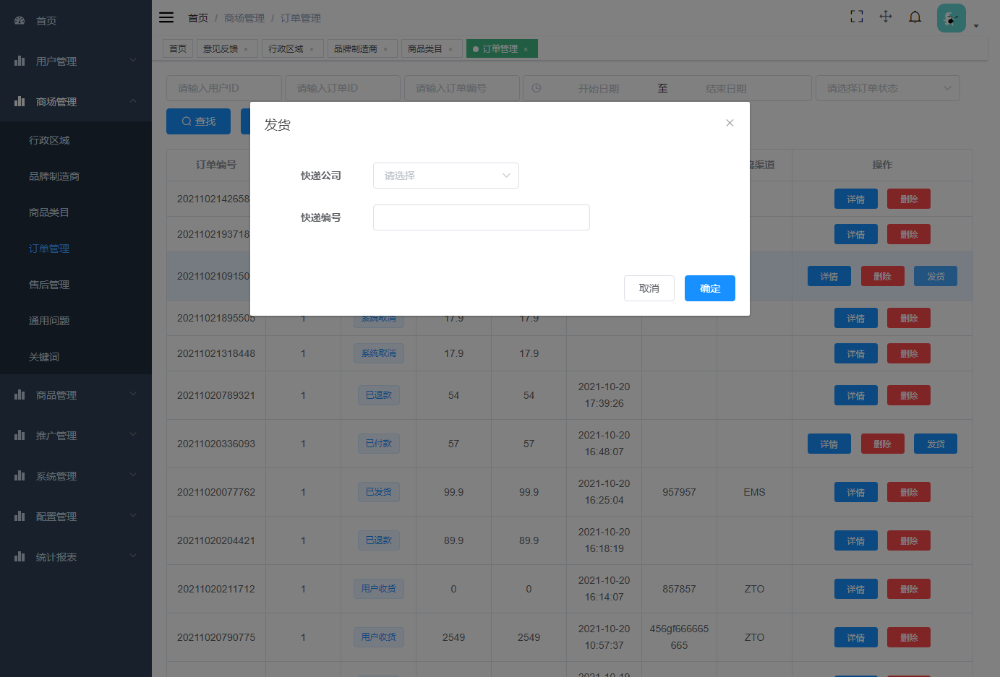 首页
用户管理
商场管理
行政区域
品牌制造商
商品类目
订单管理
售后管理
通用问题
关键词
商品管理
推广管理
系统管理
配置管理
统计报表
首页 / 商场管理 / 订单管理
首页 意见反馈 × 行政区域 × 品牌制造商 × 商品类目 × 订单管理 ×
请输入用户ID 请输入订单ID 请输入订单编号 开始日期 至 结束日期 请选择订单状态
查找
发货
快递公司 请选择
快递编号
取消 确定
订单编号 渠道 操作
2021102142658 详情 删除
2021102193718 详情 删除
2021102109150 详情 删除 发货
20211021895505 1 系统取消 17.9 17.9 详情 删除
20211021318448 1 系统取消 17.9 17.9 详情 删除
20211020789321 1 已退款 54 54 2021-10-20 17:39:26 详情 删除
20211020336093 1 已付款 57 57 2021-10-20 16:48:07 详情 删除 发货
20211020077762 1 已发货 99.9 99.9 2021-10-20 16:25:04 957957 EMS 详情 删除
20211020204421 1 已退款 89.9 89.9 2021-10-20 16:18:19 详情 删除
20211020211712 1 用户收货 0 0 2021-10-20 16:14:07 857857 ZTO 详情 删除
20211020790775 1 用户收货 2549 2549 2021-10-20 10:57:37 456gf666665665 ZTO 详情 删除
2021-10-19